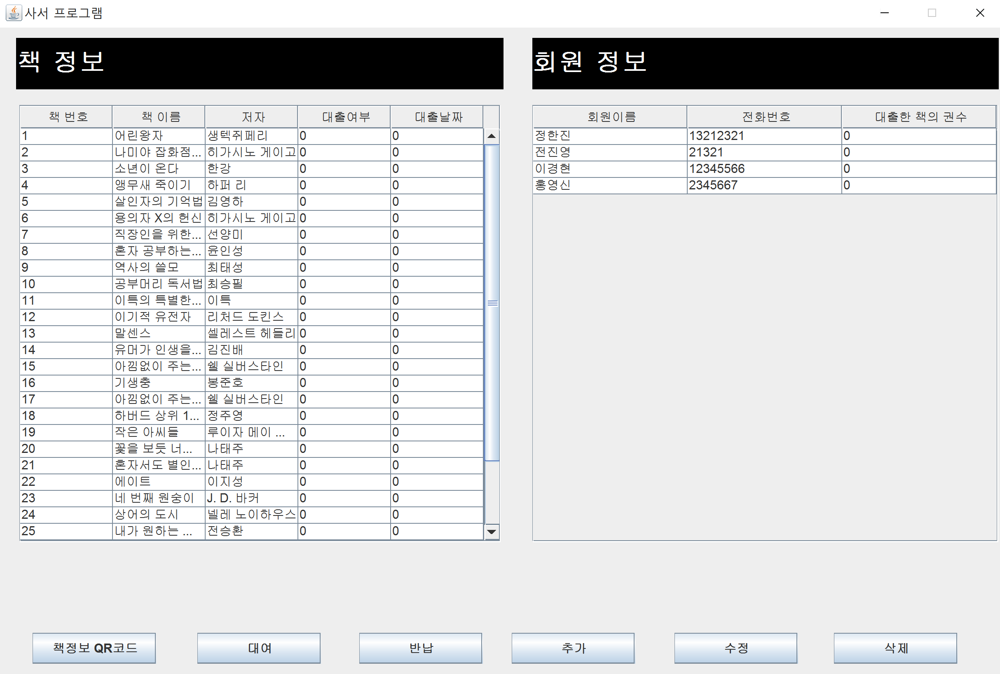 사서 프로그램
책 정보
회원 정보
책 번호 책 이름 저자 대출여부 대출날짜
1 어린왕자 생텍쥐페리 0 0
2 나미야 잡화점... 히가시노 게이고 0 0
3 소년이 온다 한강 0 0
4 앵무새 죽이기 하퍼 리 0 0
5 살인자의 기억법 김영하 0 0
6 용의자 X의 헌신 히가시노 게이고 0 0
7 직장인을 위한... 선양미 0 0
8 혼자 공부하는... 윤인성 0 0
9 역사의 쓸모 최태성 0 0
10 공부머리 독서법 최승필 0 0
11 이특의 특별한... 이특 0 0
12 이기적 유전자 리처드 도킨스 0 0
13 말센스 셀레스트 헤들리 0 0
14 유머가 인생을... 김진배 0 0
15 아낌없이 주는... 쉘 실버스타인 0 0
16 기생충 봉준호 0 0
17 아낌없이 주는... 쉘 실버스타인 0 0
18 하버드 상위 1... 정주영 0 0
19 작은 아씨들 루이자 메이 ... 0 0
20 꽃을 보듯 너... 나태주 0 0
21 혼자서도 별인... 나태주 0 0
22 에이트 이지성 0 0
23 네 번째 원숭이 J. D. 바커 0 0
24 상어의 도시 넬레 노이하우스 0 0
25 내가 원하는 ... 전승환 0 0
회원이름 전화번호 대출한 책의 권수
정한진 13212321 0
전진영 21321 0
이경현 12345566 0
홍영신 2345667 0
책정보 QR코드 대여 반납 추가 수정 삭제